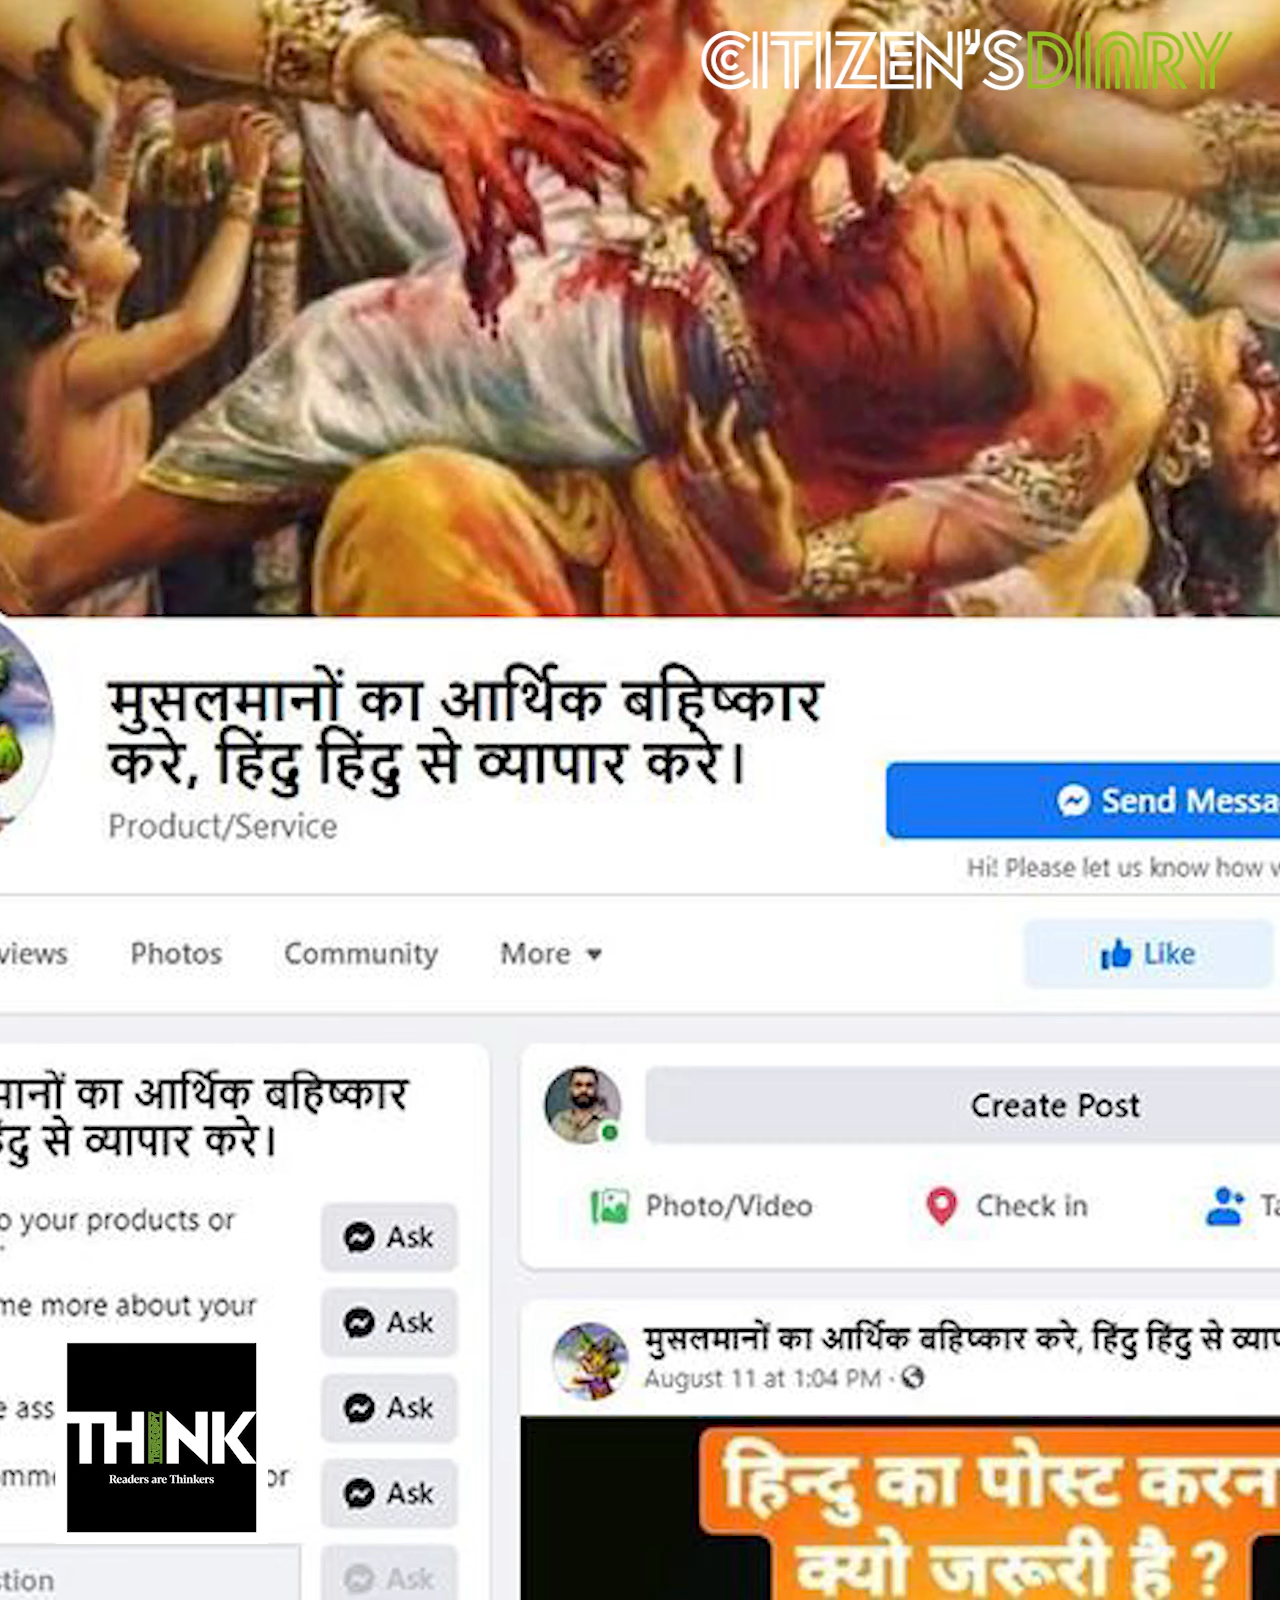 CITIZEN'SDIARY
मुसलमानों का आर्थिक बहिष्कार
करे, हिंदु हिंदु से व्यापार करे।
Product/Service
Send Messa
Hi! Please let us know how w
views Photos Community More
Like
मानों का आर्थिक बहिष्कार
हिंदु से व्यापार करे।
Create Post
Photo/Video Check in Ta
o your products or
Ask
me more about your
Ask
e ass
Ask
omme
or
Ask
stion
Ask
THINK
Readers are Thinkers
मुसलमानों का आर्थिक बहिष्कार करे, हिंदु हिंदु से व्याप
August 11 at 1:04 PM ·
हिन्दु का पोस्ट करन
क्यो जरूरी है ?